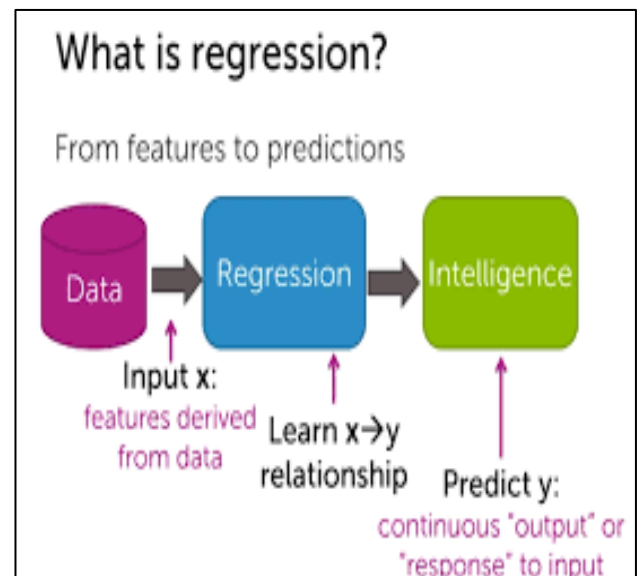 What is regression?
From features to predictions
Data
Regression
Intelligence
Input x:
features derived
from data
Learn x→y
relationship
Predict y:
continuous "output" or
"response" to input